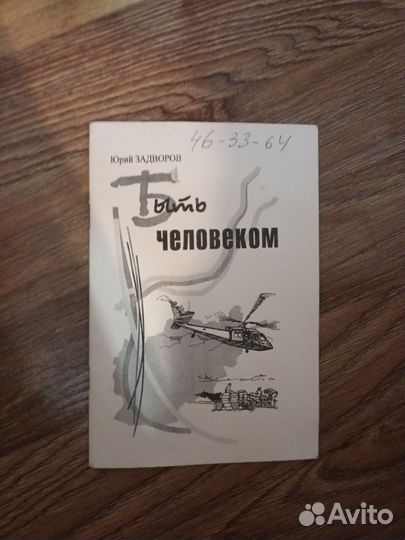 46-33-64
Юрий ЗАДВОРОВ
Быть
человеком
Avito